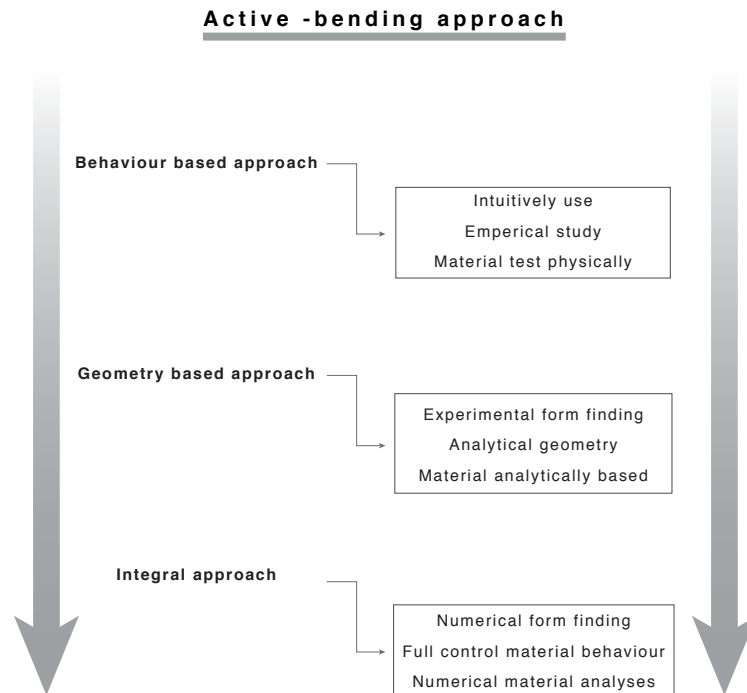 Active -bending approach
Behaviour based approach
Intuitively use
Emperical study
Material test physically
Geometry based approach
Experimental form finding
Analytical geometry
Material analytically based
Integral approach
Numerical form finding
Full control material behaviour
Numerical material analyses